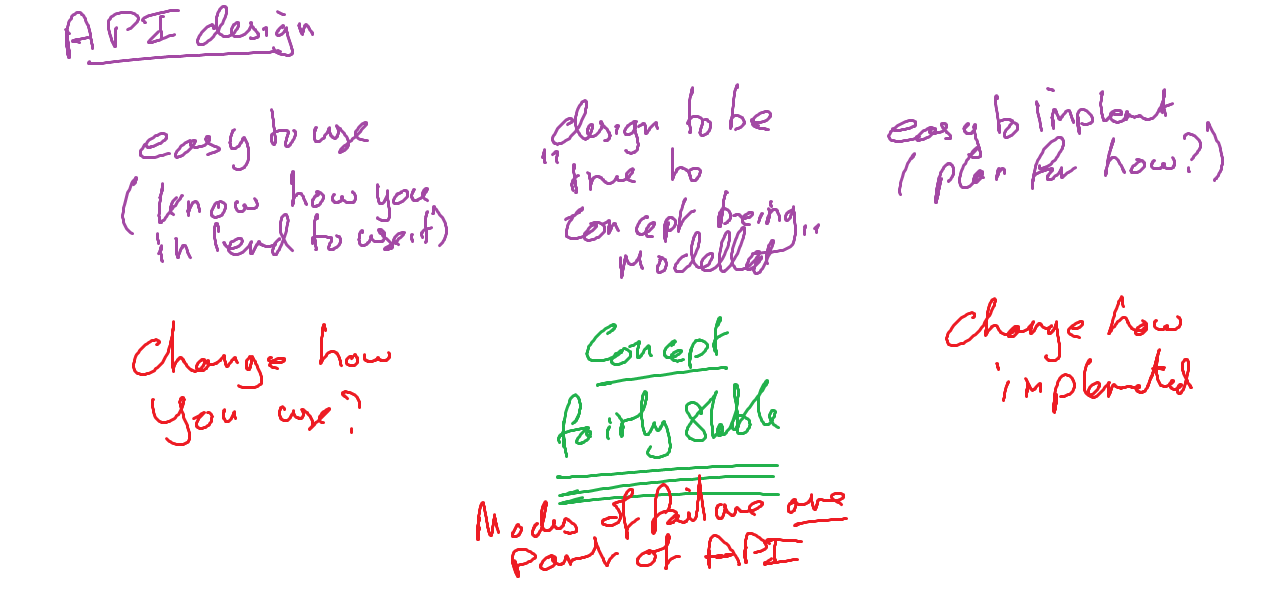 API design
easy to use
(know how you
intend to use it)
design to be
"true to
concept being"
modelled
easy to implement
(plan for how?)
Change how
you use?
Concept
fairly stable
Change how
implemented
Modes of failure are
part of API